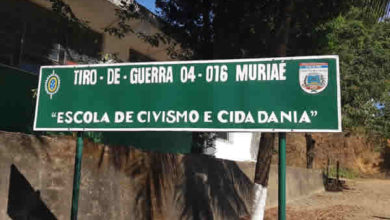 TIRO - DE - GUERRA 04 - 016 MURIAÉ
"ESCOLA DE CIVISMO E CIDADANIA"